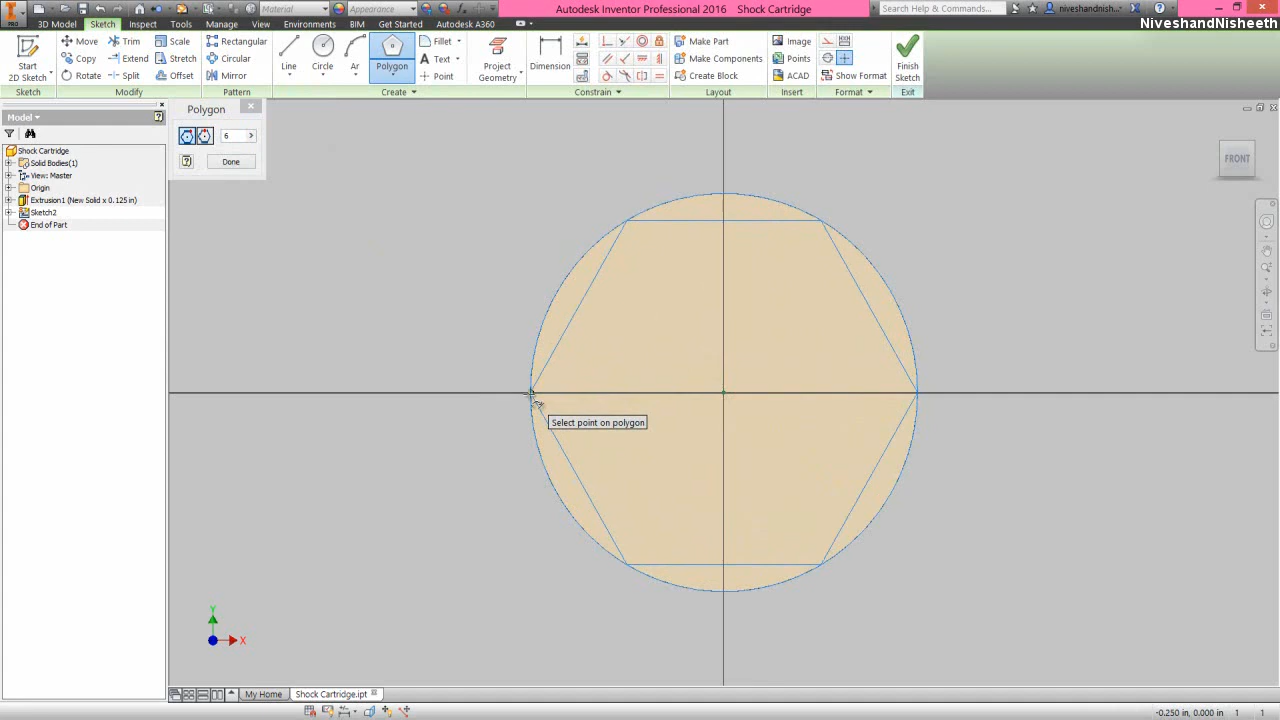 Material
Appearance
Autodesk Inventor Professional 2016 Shock Cartridge
Search Help & Commands...
NiveshandNisheeth
PRO
3D Model Sketch Inspect Tools Manage View Environments BIM Get Started Autodesk A360
Start
2D Sketch
Move Trim Scale
Copy Extend Stretch
Rotate Split Offset
Rectangular
Circular
Mirror
Line Circle Arc Polygon
Fillet
Text
Point
Project
Geometry
Dimension
Make Part
Make Components
Create Block
Image
Points
ACAD
Show Format
Finish
Sketch
Sketch Modify Pattern Create Constrain Layout Insert Format Exit
Model
Shock Cartridge
Solid Bodies(1)
View: Master
Origin
Extrusion1 (New Solid x 0.125 in)
Sketch2
End of Part
Polygon
6
Done
FRONT
Select point on polygon
Y
X
My Home Shock Cartridge.ipt
-0.250 in, 0.000 in 1 1